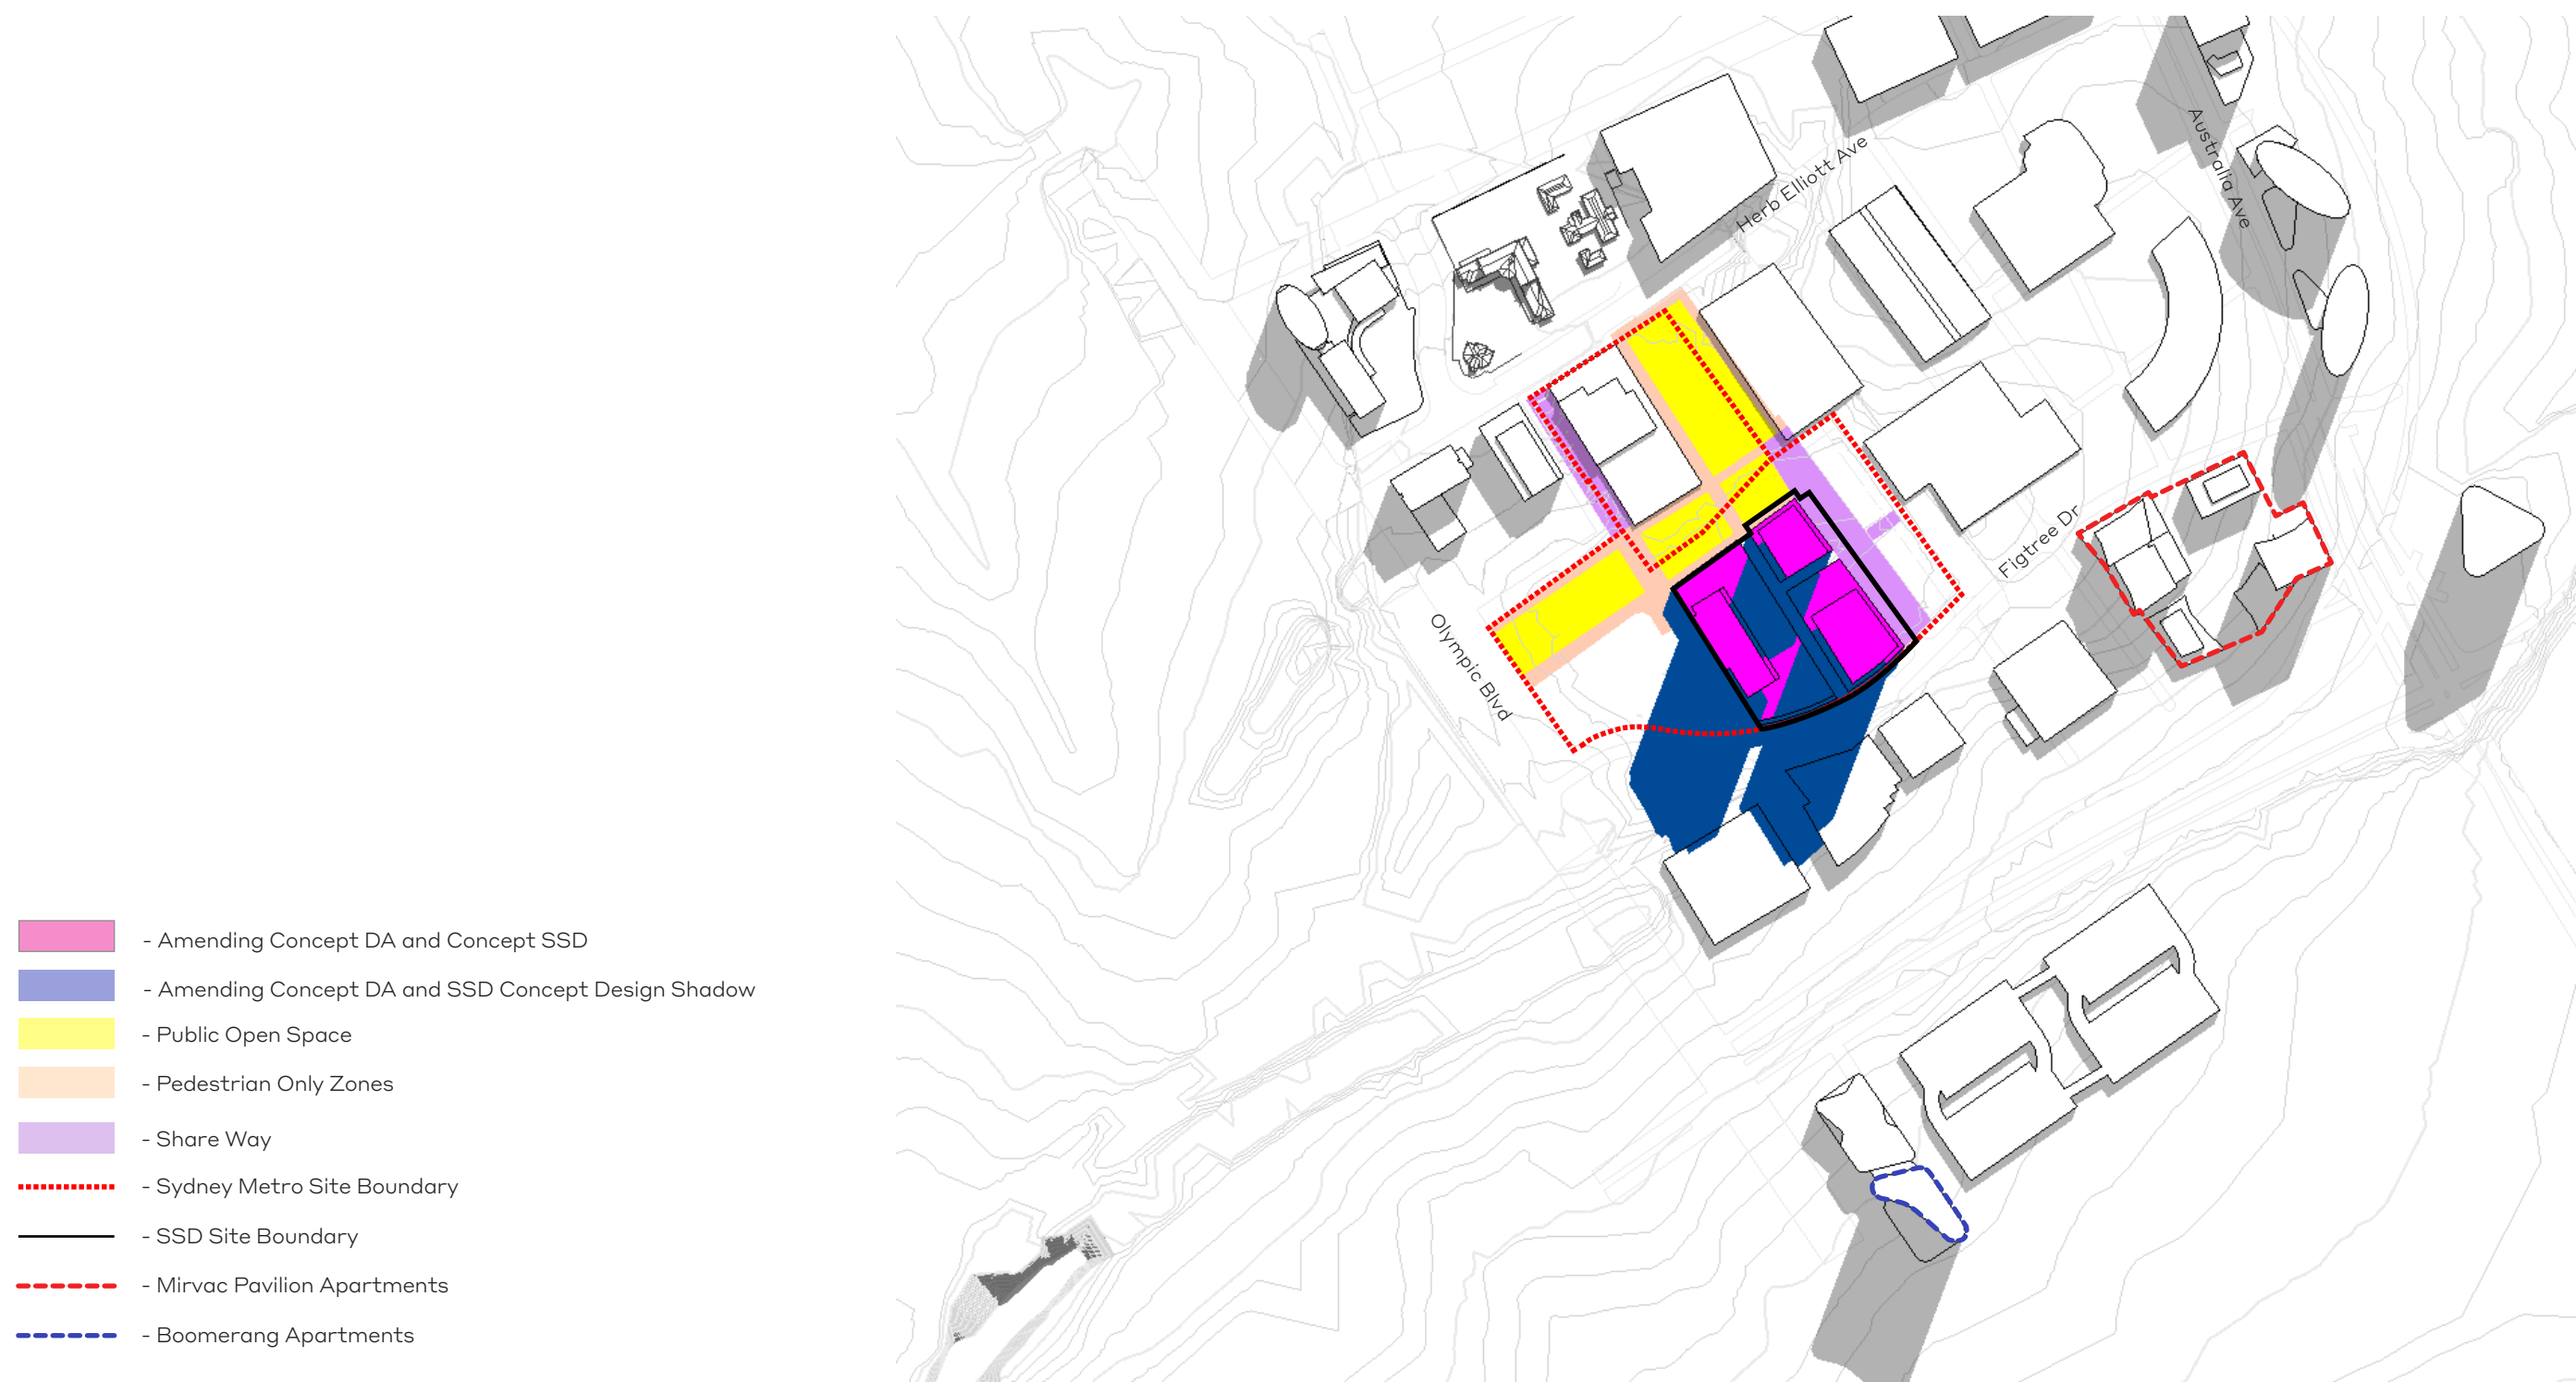 Herb Elliott Ave
Australia Ave
Figtree Dr
Olympic Blvd
- Amending Concept DA and Concept SSD
- Amending Concept DA and SSD Concept Design Shadow
- Public Open Space
- Pedestrian Only Zones
- Share Way
- Sydney Metro Site Boundary
- SSD Site Boundary
- Mirvac Pavilion Apartments
- Boomerang Apartments